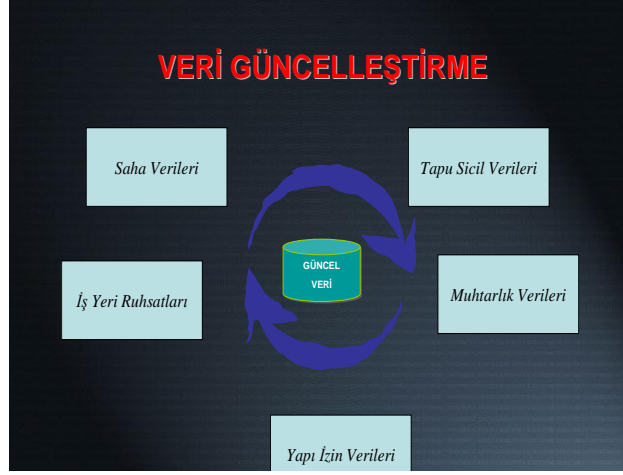 VERİ GÜNCELLEŞTİRME
Saha Verileri
Tapu Sicil Verileri
GÜNCEL
VERİ
İş Yeri Ruhsatları
Muhtarlık Verileri
Yapı İzin Verileri